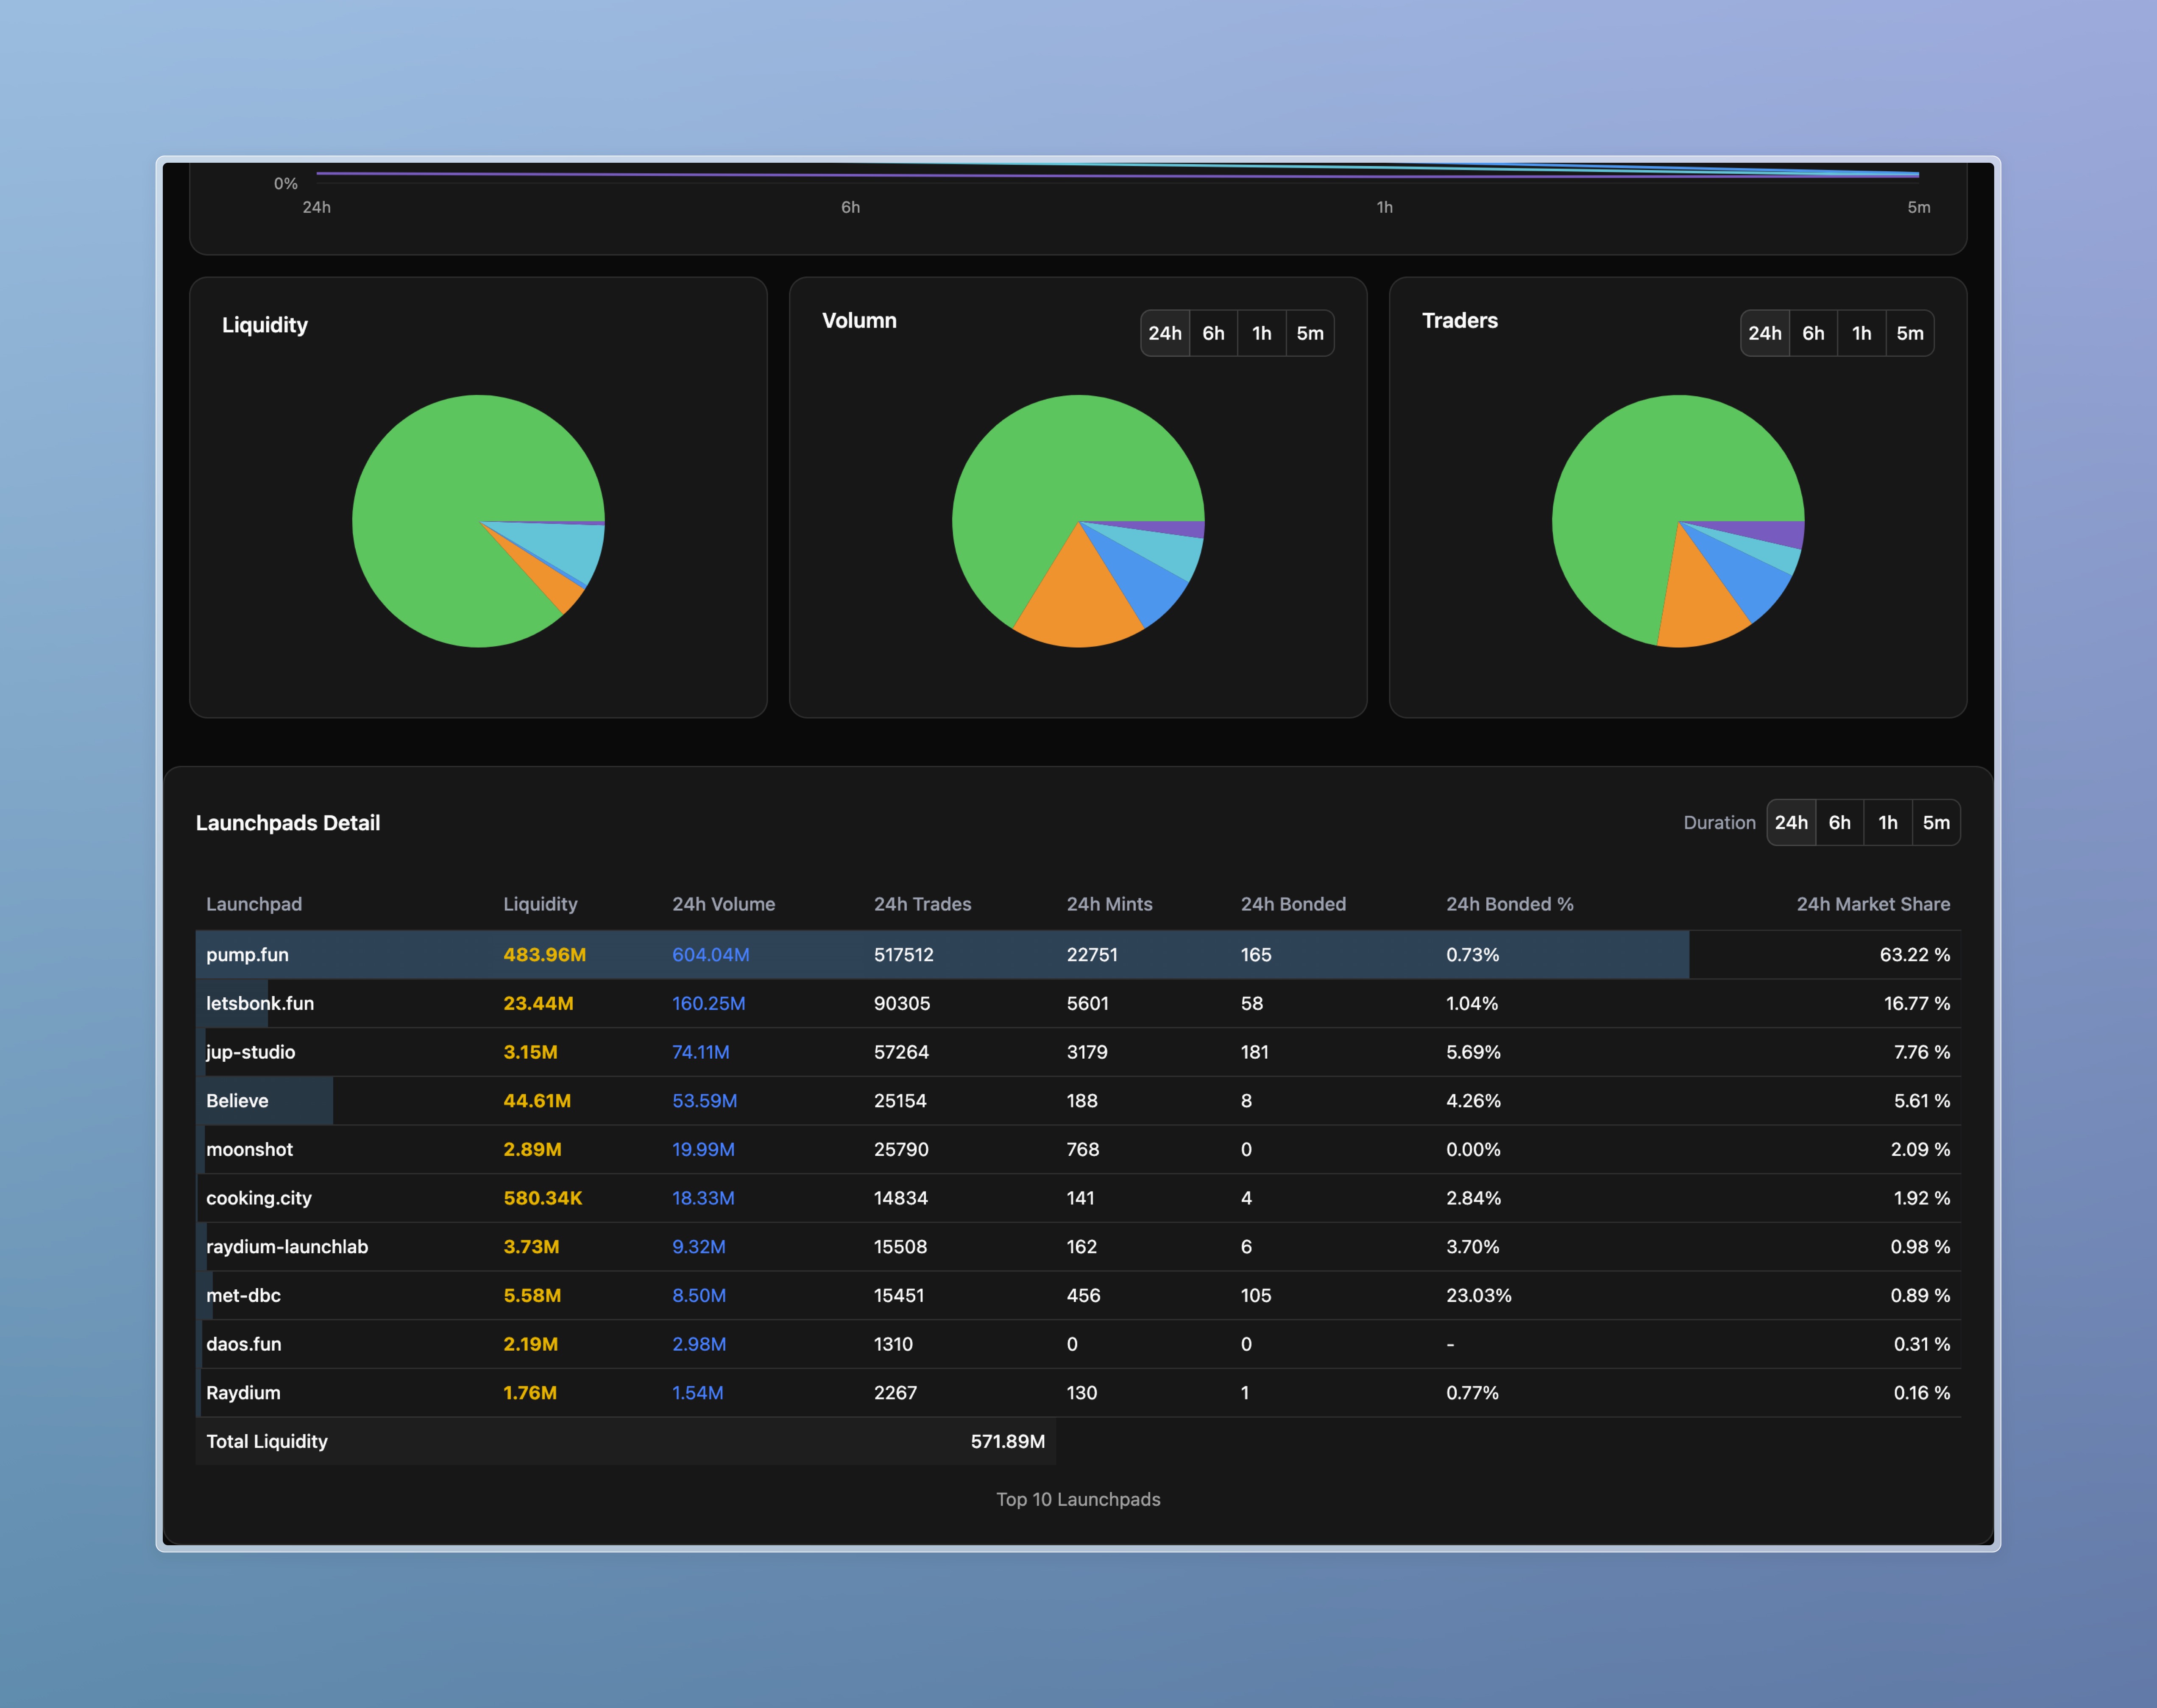 0%
24h 6h 1h 5m
Liquidity
Volumn
24h 6h 1h 5m
Traders
24h 6h 1h 5m
Launchpads Detail
Duration 24h 6h 1h 5m
Launchpad Liquidity 24h Volume 24h Trades 24h Mints 24h Bonded 24h Bonded % 24h Market Share
pump.fun 483.96M 604.04M 517512 22751 165 0.73% 63.22 %
letsbonk.fun 23.44M 160.25M 90305 5601 58 1.04% 16.77 %
jup-studio 3.15M 74.11M 57264 3179 181 5.69% 7.76 %
Believe 44.61M 53.59M 25154 188 8 4.26% 5.61 %
moonshot 2.89M 19.99M 25790 768 0 0.00% 2.09 %
cooking.city 580.34K 18.33M 14834 141 4 2.84% 1.92 %
raydium-launchlab 3.73M 9.32M 15508 162 6 3.70% 0.98 %
met-dbc 5.58M 8.50M 15451 456 105 23.03% 0.89 %
daos.fun 2.19M 2.98M 1310 0 0 - 0.31 %
Raydium 1.76M 1.54M 2267 130 1 0.77% 0.16 %
Total Liquidity 571.89M
Top 10 Launchpads